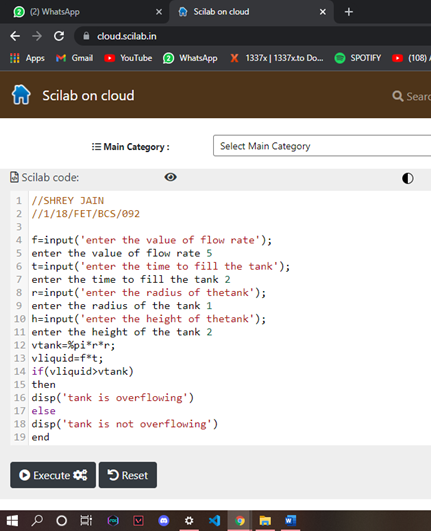 (2) WhatsApp
Scilab on cloud
cloud.scilab.in
Apps
Gmail
YouTube
WhatsApp
1337x | 1337x.to Do...
SPOTIFY
(108)
Scilab on cloud
Searc
Main Category :
Select Main Category
Scilab code:
1 //SHREY JAIN
2 //1/18/FET/BCS/092
3
4 f=input('enter the value of flow rate');
5 enter the value of flow rate 5
6 t=input('enter the time to fill the tank');
7 enter the time to fill the tank 2
8 r=input('enter the radius of thetank');
9 enter the radius of the tank 1
10 h=input('enter the height of thetank');
11 enter the height of the tank 2
12 vtank=%pi*r*r;
13 vliquid=f*t;
14 if(vliquid>vtank)
15 then
16 disp('tank is overflowing')
17 else
18 disp('tank is not overflowing')
19 end
Execute
Reset